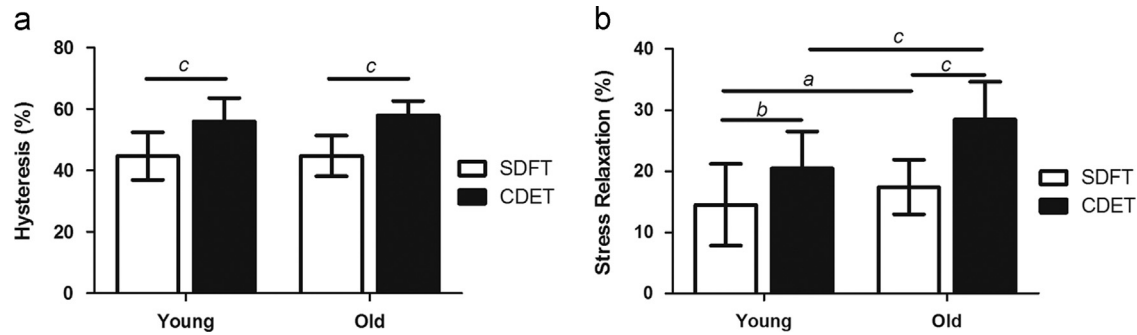 a
Hysteresis (%)
80
60
40
20
0
c
c
Young
Old
SDFT
CDET
b
Stress Relaxation (%)
40
30
20
10
0
c
a
c
b
Young
Old
SDFT
CDET